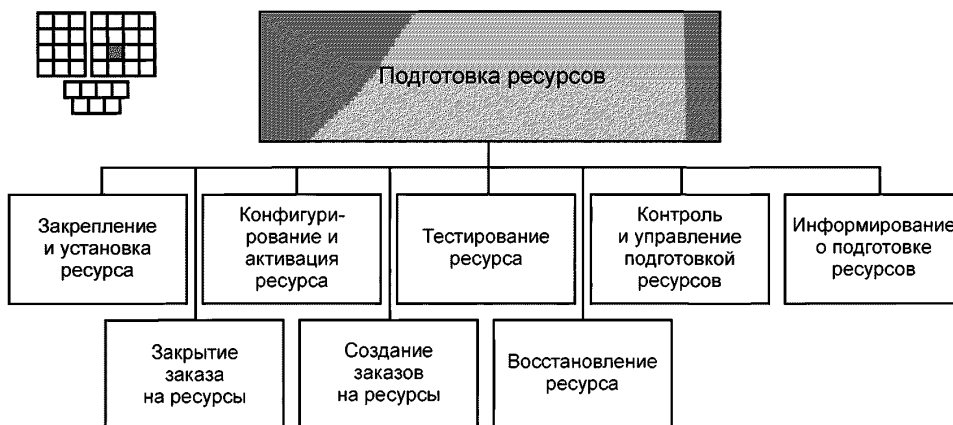 Подготовка ресурсов
Закрепление
и установка
ресурса
Конфигури-
рование и
активация
ресурса
Тестирование
ресурса
Контроль
и управление
подготовкой
ресурсов
Информирование
о подготовке
ресурсов
Закрытие
заказа
на ресурсы
Создание
заказов
на ресурсы
Восстановление
ресурса